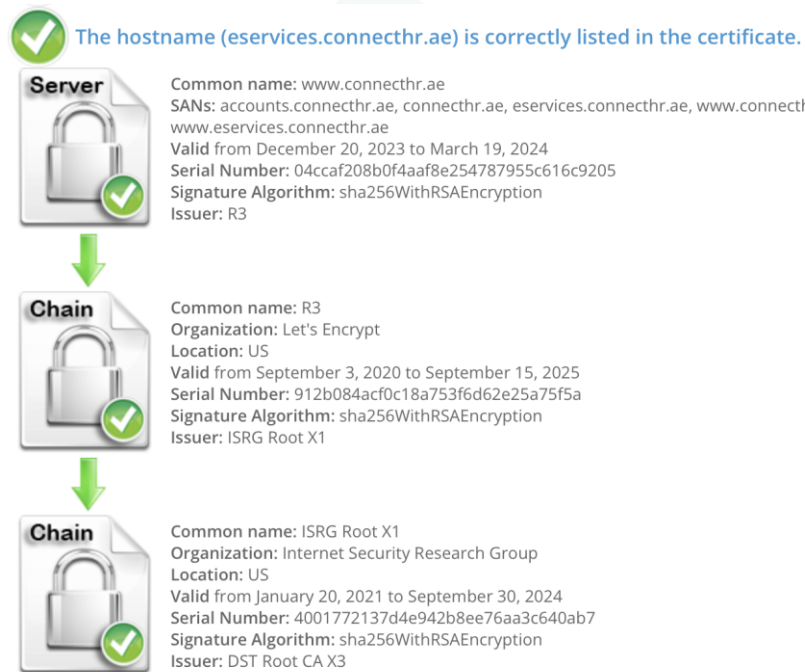 The hostname (eservices.connecthr.ae) is correctly listed in the certificate.
Server
Common name: www.connecthr.ae
SANs: accounts.connecthr.ae, connecthr.ae, eservices.connecthr.ae,
www.eservices.connecthr.ae
Valid from December 20, 2023 to March 19, 2024
Serial Number: 04ccaf208b0f4aaf8e254787955c616c9205
Signature Algorithm: sha256WithRSAEncryption
Issuer: R3
Chain
Common name: R3
Organization: Let's Encrypt
Location: US
Valid from September 3, 2020 to September 15, 2025
Serial Number: 912b084acf0c18a753f6d62e25a75f5a
Signature Algorithm: sha256WithRSAEncryption
Issuer: ISRG Root X1
Chain
Common name: ISRG Root X1
Organization: Internet Security Research Group
Location: US
Valid from January 20, 2021 to September 30, 2024
Serial Number: 4001772137d4e942b8ee76aa3c640ab7
Signature Algorithm: sha256WithRSAEncryption
Issuer: DST Root CA X3